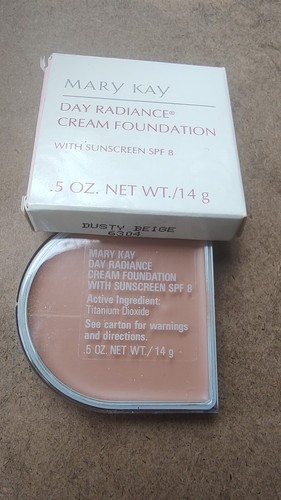 MARY KAY
DAY RADIANCE®
CREAM FOUNDATION
WITH SUNSCREEN SPF 8
.5 OZ. NET WT./14 g
DUSTY BEIGE
6304
MARY KAY
DAY RADIANCE
CREAM FOUNDATION
WITH SUNSCREEN SPF 8
Active Ingredient:
Titanium Dioxide
See carton for warnings
and directions.
.5 OZ. NET WT./14 g